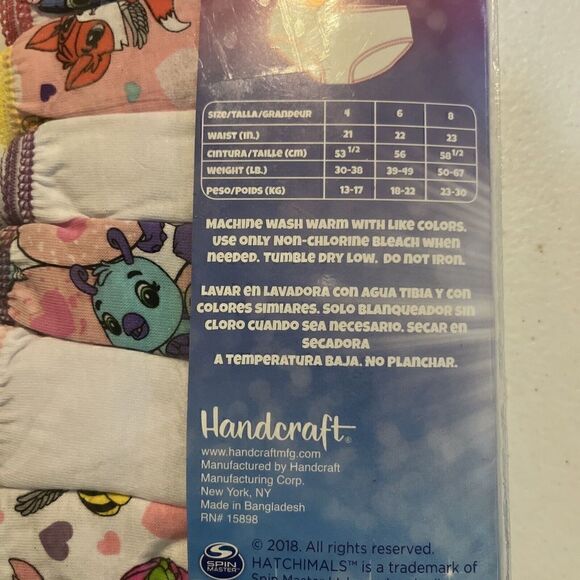 SIZE/TALLA/GRANDEUR 4 6 8
WAIST (IN.) 21 22 23
CINTURA/TAILLE (CM) 53 1/2 56 58 1/2
WEIGHT (LB.) 30-38 39-49 50-67
PESO/POIDS (KG) 13-17 18-22 23-30
MACHINE WASH WARM WITH LIKE COLORS.
USE ONLY NON-CHLORINE BLEACH WHEN
NEEDED. TUMBLE DRY LOW. DO NOT IRON.
LAVAR EN LAVADORA CON AGUA TIBIA Y CON
COLORES SIMIARES. SOLO BLANQUEADOR SIN
CLORO CUANDO SEA NECESARIO. SECAR EN
SECADORA
A TEMPERATURA BAJA. NO PLANCHAR.
Handcraft®
www.handcraftmfg.com
Manufactured by Handcraft
Manufacturing Corp.
New York, NY
Made in Bangladesh
RN# 15898
SPIN MASTER™
© 2018. All rights reserved.
HATCHIMALS™ is a trademark of
Spin Master